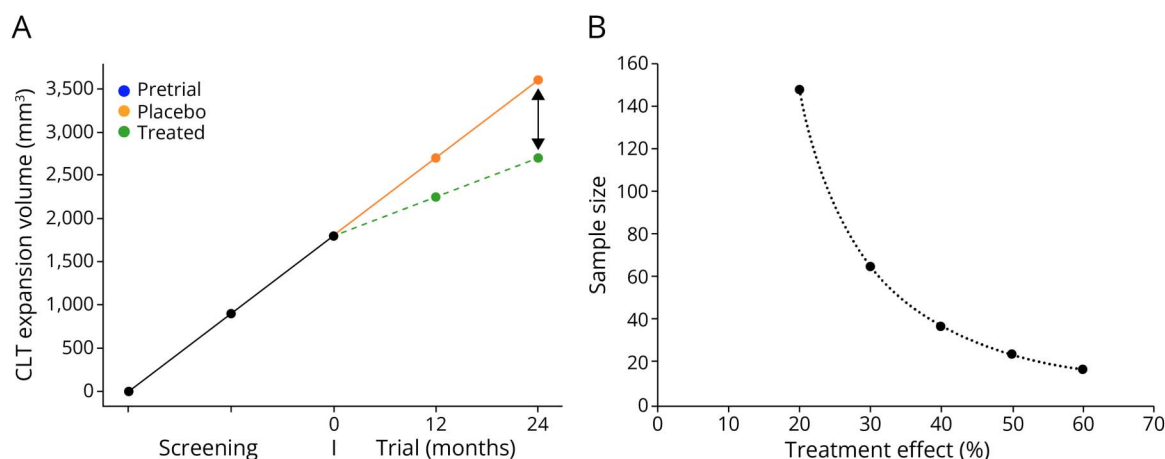 A
CLT expansion volume (mm³)
3,500
3,000
2,500
2,000
1,500
1,000
500
0
Pretrial
Placebo
Treated
0 12 24
Screening I Trial (months)
B
Sample size
160
140
120
100
80
60
40
20
0
0 10 20 30 40 50 60 70
Treatment effect (%)